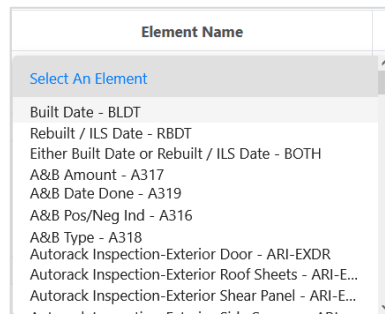 Element Name
Select An Element
Built Date - BLDT
Rebuilt / ILS Date - RBDT
Either Built Date or Rebuilt / ILS Date - BOTH
A&B Amount - A317
A&B Date Done - A319
A&B Pos/Neg Ind - A316
A&B Type - A318
Autorack Inspection-Exterior Door - ARI-EXDR
Autorack Inspection-Exterior Roof Sheets - ARI-E...
Autorack Inspection-Exterior Shear Panel - ARI-E...